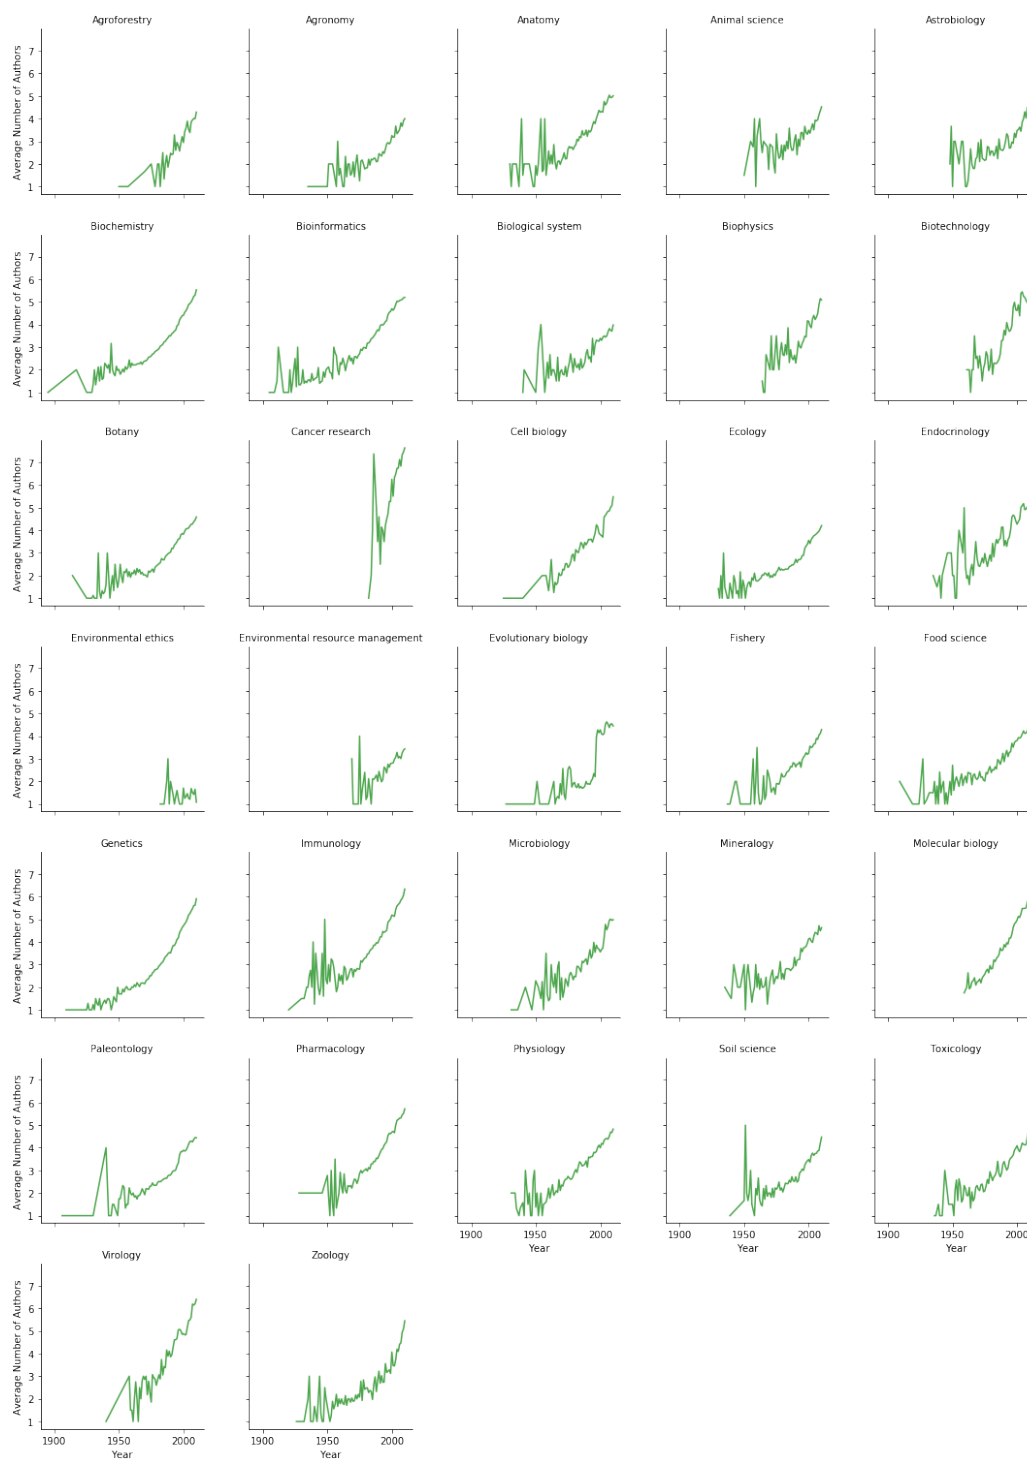 Agroforestry Agronomy Anatomy Animal science Astrobiology
Average Number of Authors
7
6
5
4
3
2
1
Biochemistry Bioinformatics Biological system Biophysics Biotechnology
Average Number of Authors
7
6
5
4
3
2
1
Botany Cancer research Cell biology Ecology Endocrinology
Average Number of Authors
7
6
5
4
3
2
1
Environmental ethics Environmental resource management Evolutionary biology Fishery Food science
Average Number of Authors
7
6
5
4
3
2
1
Genetics Immunology Microbiology Mineralogy Molecular biology
Average Number of Authors
7
6
5
4
3
2
1
Paleontology Pharmacology Physiology Soil science Toxicology
Average Number of Authors
7
6
5
4
3
2
1
1900 1950 2000 1900 1950 2000 1900 1950 2000
Year Year Year
Virology Zoology
Average Number of Authors
7
6
5
4
3
2
1
1900 1950 2000 1900 1950 2000
Year Year